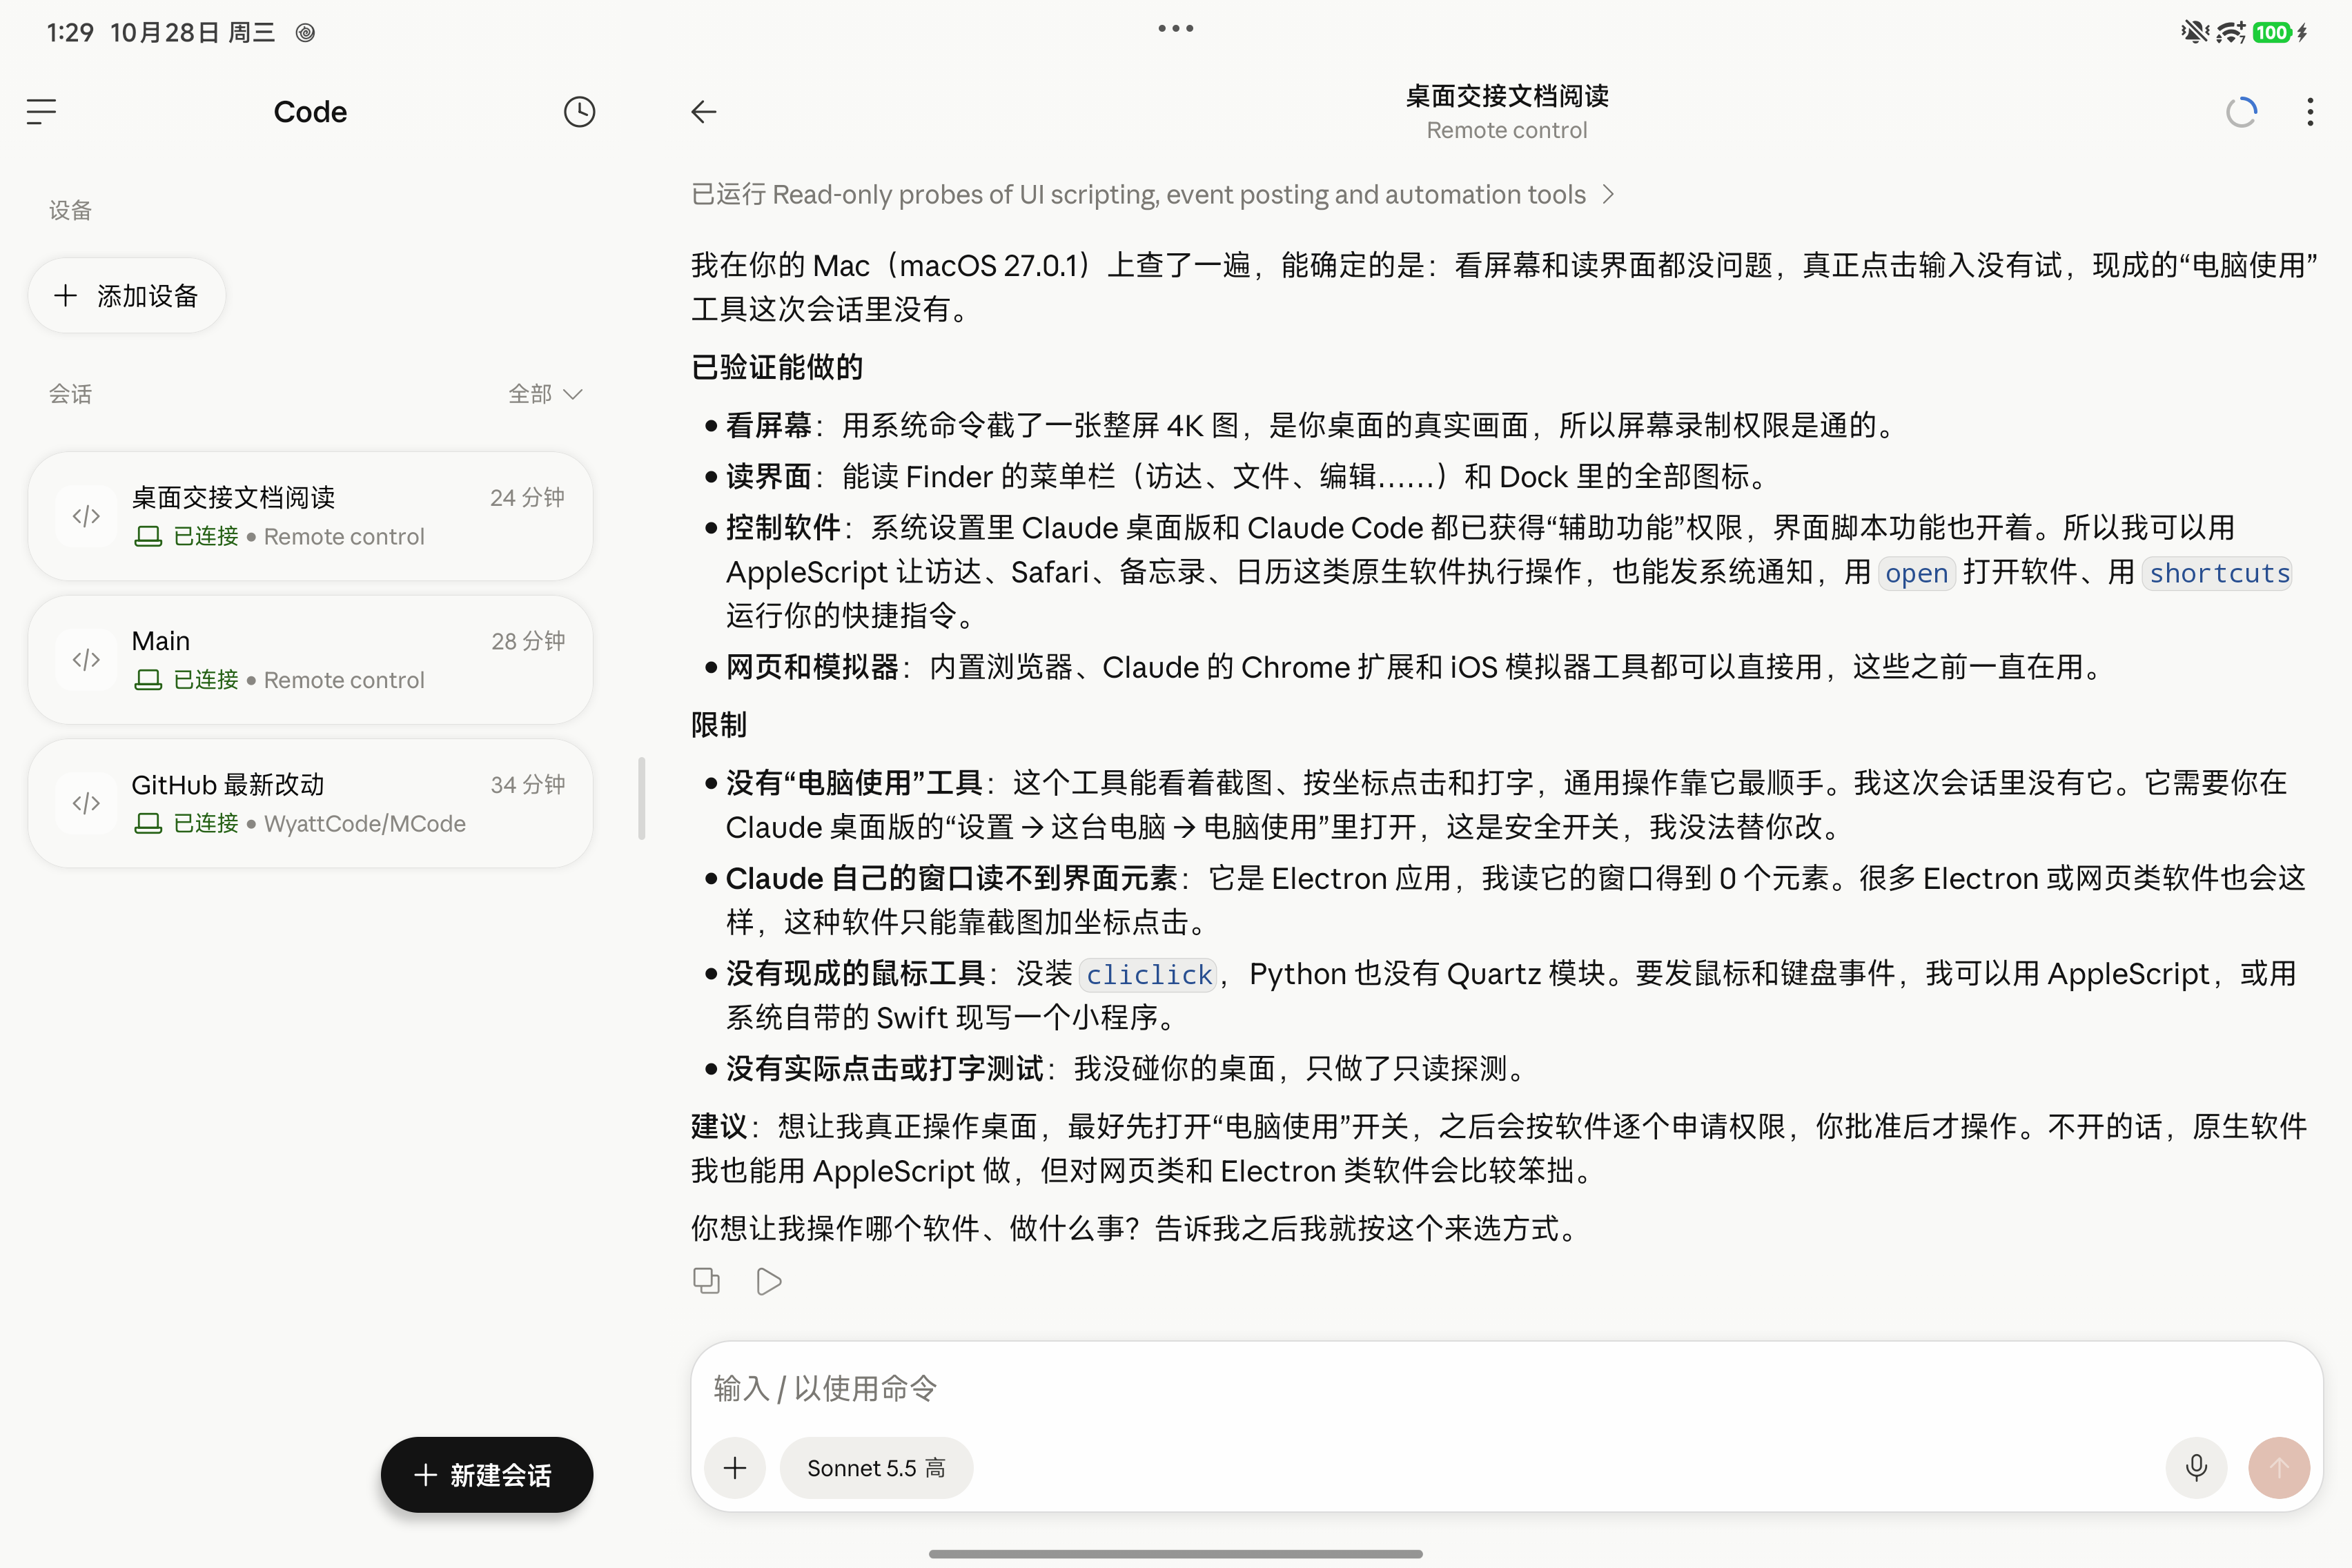 1:29 10月28日 周三
100
Code
设备
+ 添加设备
会话 全部
桌面交接文档阅读 24 分钟
已连接 • Remote control
Main 28 分钟
已连接 • Remote control
GitHub 最新改动 34 分钟
已连接 • WyattCode/MCode
+ 新建会话
桌面交接文档阅读
Remote control
已运行 Read-only probes of UI scripting, event posting and automation tools
我在你的 Mac（macOS 27.0.1）上查了一遍，能确定的是：看屏幕和读界面都没问题，真正点击输入没有试，现成的“电脑使用”
工具这次会话里没有。
已验证能做的
• 看屏幕：用系统命令截了一张整屏 4K 图，是你桌面的真实画面，所以屏幕录制权限是通的。
• 读界面：能读 Finder 的菜单栏（访达、文件、编辑……）和 Dock 里的全部图标。
• 控制软件：系统设置里 Claude 桌面版和 Claude Code 都已获得“辅助功能”权限，界面脚本功能也开着。所以我可以用
AppleScript 让访达、Safari、备忘录、日历这类原生软件执行操作，也能发系统通知，用 open 打开软件、用 shortcuts
运行你的快捷指令。
• 网页和模拟器：内置浏览器、Claude 的 Chrome 扩展和 iOS 模拟器工具都可以直接用，这些之前一直在用。
限制
• 没有“电脑使用”工具：这个工具能看着截图、按坐标点击和打字，通用操作靠它最顺手。我这次会话里没有它。它需要你在
Claude 桌面版的“设置 → 这台电脑 → 电脑使用”里打开，这是安全开关，我没法替你改。
• Claude 自己的窗口读不到界面元素：它是 Electron 应用，我读它的窗口得到 0 个元素。很多 Electron 或网页类软件也会这
样，这种软件只能靠截图加坐标点击。
• 没有现成的鼠标工具：没装 cliclick，Python 也没有 Quartz 模块。要发鼠标和键盘事件，我可以用 AppleScript，或用
系统自带的 Swift 现写一个小程序。
• 没有实际点击或打字测试：我没碰你的桌面，只做了只读探测。
建议：想让我真正操作桌面，最好先打开“电脑使用”开关，之后会按软件逐个申请权限，你批准后才操作。不开的话，原生软件
我也能用 AppleScript 做，但对网页类和 Electron 类软件会比较笨拙。
你想让我操作哪个软件、做什么事？告诉我之后我就按这个来选方式。
输入 / 以使用命令
Sonnet 5.5 高